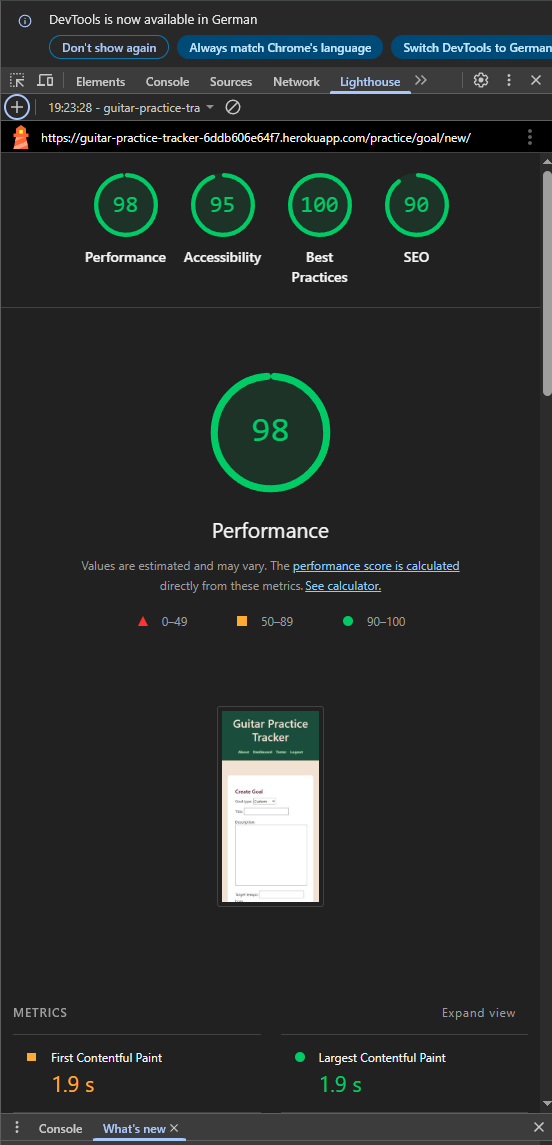 DevTools is now available in German
Don't show again
Always match Chrome's language
Switch DevTools to German
Elements
Console
Sources
Network
Lighthouse
19:23:28 - guitar-practice-tra
https://guitar-practice-tracker-6ddb606e64f7.herokuapp.com/practice/goal/new/
98
95
100
90
Performance
Accessibility
Best
Practices
SEO
98
Performance
Values are estimated and may vary. The performance score is calculated
directly from these metrics. See calculator.
0–49
50–89
90–100
Guitar Practice
Tracker
About Dashboard Tuner Logout
Create Goal
Goal type: Custom
Title:
Description:
METRICS
Expand view
First Contentful Paint
1.9 s
Largest Contentful Paint
1.9 s
Console
What's new